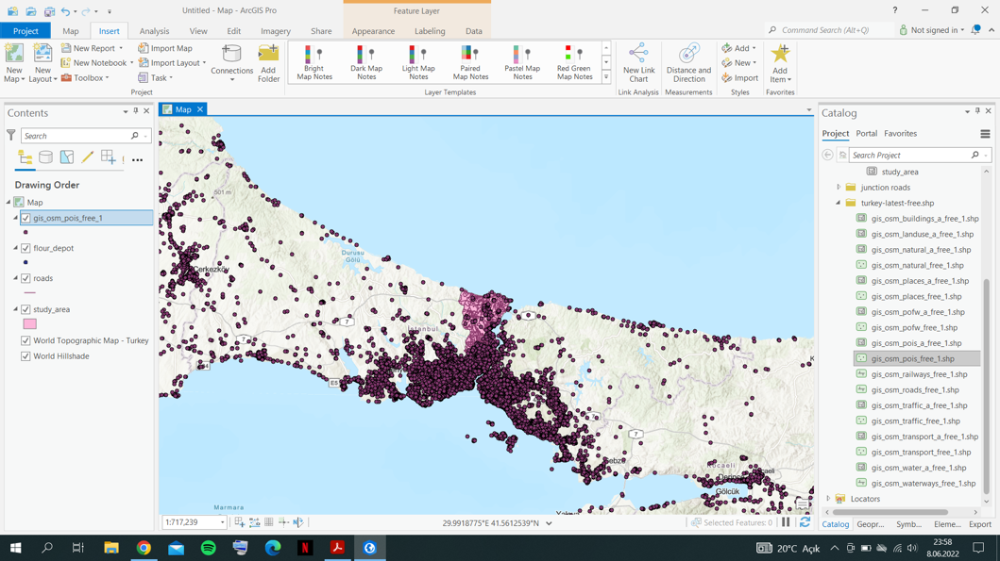 Untitled - Map - ArcGIS Pro
Feature Layer
?
Project
Map
Insert
Analysis
View
Edit
Imagery
Share
Appearance
Labeling
Data
Command Search (Alt+Q)
Not signed in
New Map
New Layout
New Report
New Notebook
Toolbox
Import Map
Import Layout
Task
Connections
Add Folder
Project
Bright Map Notes
Dark Map Notes
Light Map Notes
Paired Map Notes
Pastel Map Notes
Red Green Map Notes
Layer Templates
New Link Chart
Link Analysis
Distance and Direction
Measurements
Add
New
Import
Styles
Add Item
Favorites
Contents
Search
Drawing Order
Map
gis_osm_pois_free_1
flour_depot
roads
study_area
World Topographic Map - Turkey
World Hillshade
Map
501 m
Durusu Gölü
Çerkezköy
İstanbul
7
7
E5
7
Gebze
Kocaeli
Gölcük
Marmara
1:717,239
29.9918775°E 41.5612539°N
Selected Features: 0
Catalog
Project
Portal
Favorites
Search Project
study_area
junction roads
turkey-latest-free.shp
gis_osm_buildings_a_free_1.shp
gis_osm_landuse_a_free_1.shp
gis_osm_natural_a_free_1.shp
gis_osm_natural_free_1.shp
gis_osm_places_a_free_1.shp
gis_osm_places_free_1.shp
gis_osm_pofw_a_free_1.shp
gis_osm_pofw_free_1.shp
gis_osm_pois_a_free_1.shp
gis_osm_pois_free_1.shp
gis_osm_railways_free_1.shp
gis_osm_roads_free_1.shp
gis_osm_traffic_a_free_1.shp
gis_osm_traffic_free_1.shp
gis_osm_transport_a_free_1.shp
gis_osm_transport_free_1.shp
gis_osm_water_a_free_1.shp
gis_osm_waterways_free_1.shp
Locators
Catalog
Geopr...
Symb...
Eleme...
Export
20°C Açık
23:58
8.06.2022